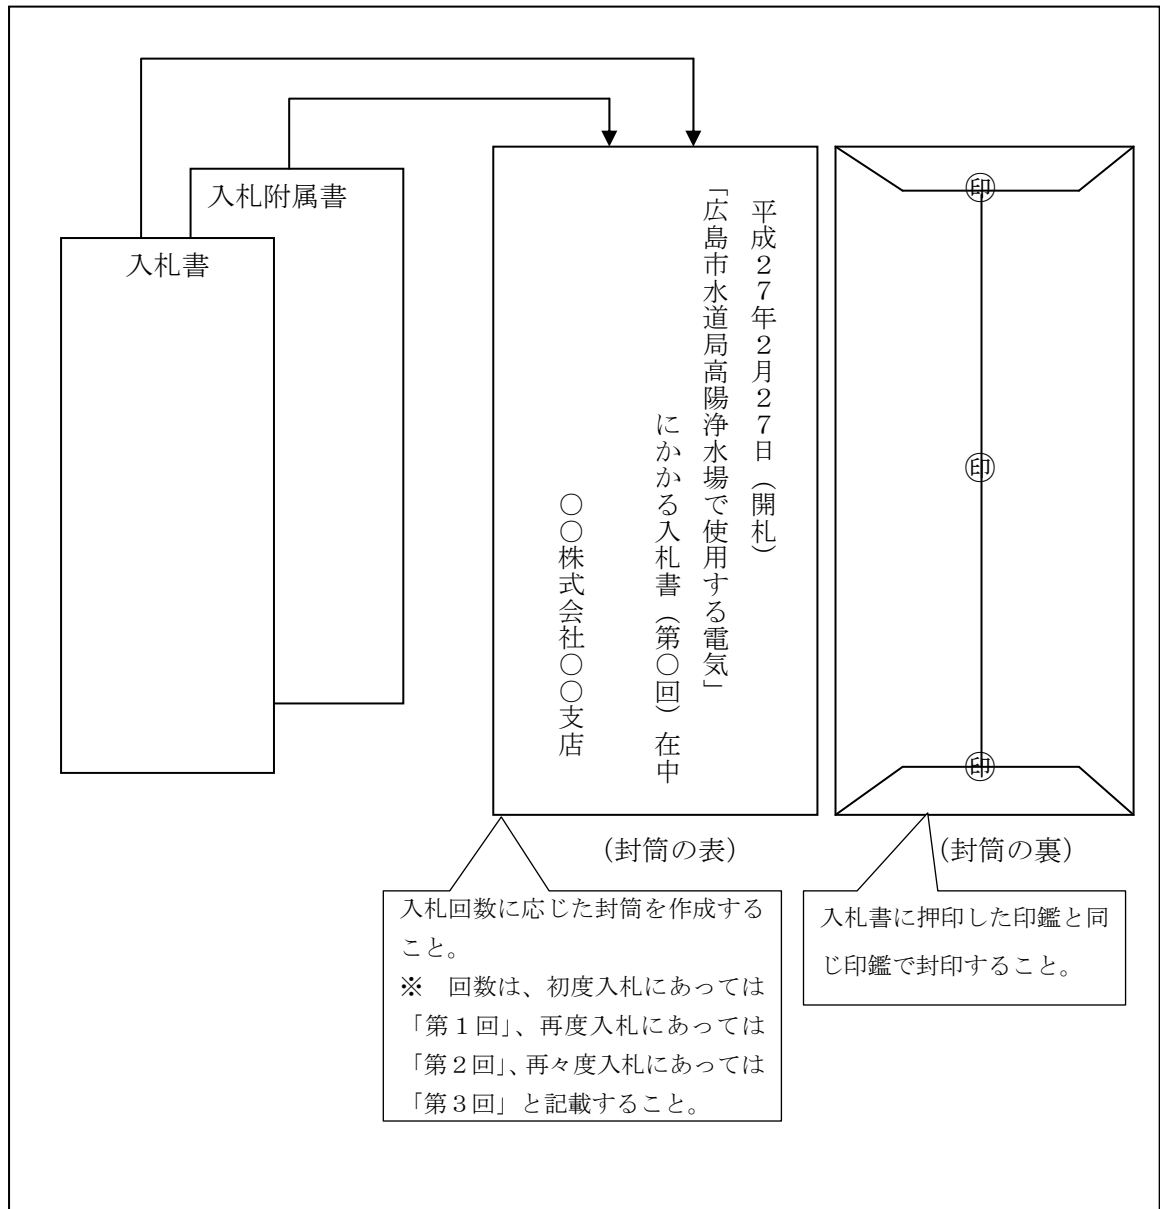 入札附属書
入札書
平成27年2月27日（開札）
「広島市水道局高陽浄水場で使用する電気」
にかかる入札書（第〇回）在中
〇〇株式会社〇〇支店
㊞
㊞
㊞
（封筒の表）
（封筒の裏）
入札回数に応じた封筒を作成する
こと。
※　回数は、初度入札にあっては
「第１回」、再度入札にあっては
「第２回」、再々度入札にあっては
「第３回」と記載すること。
入札書に押印した印鑑と同
じ印鑑で封印すること。